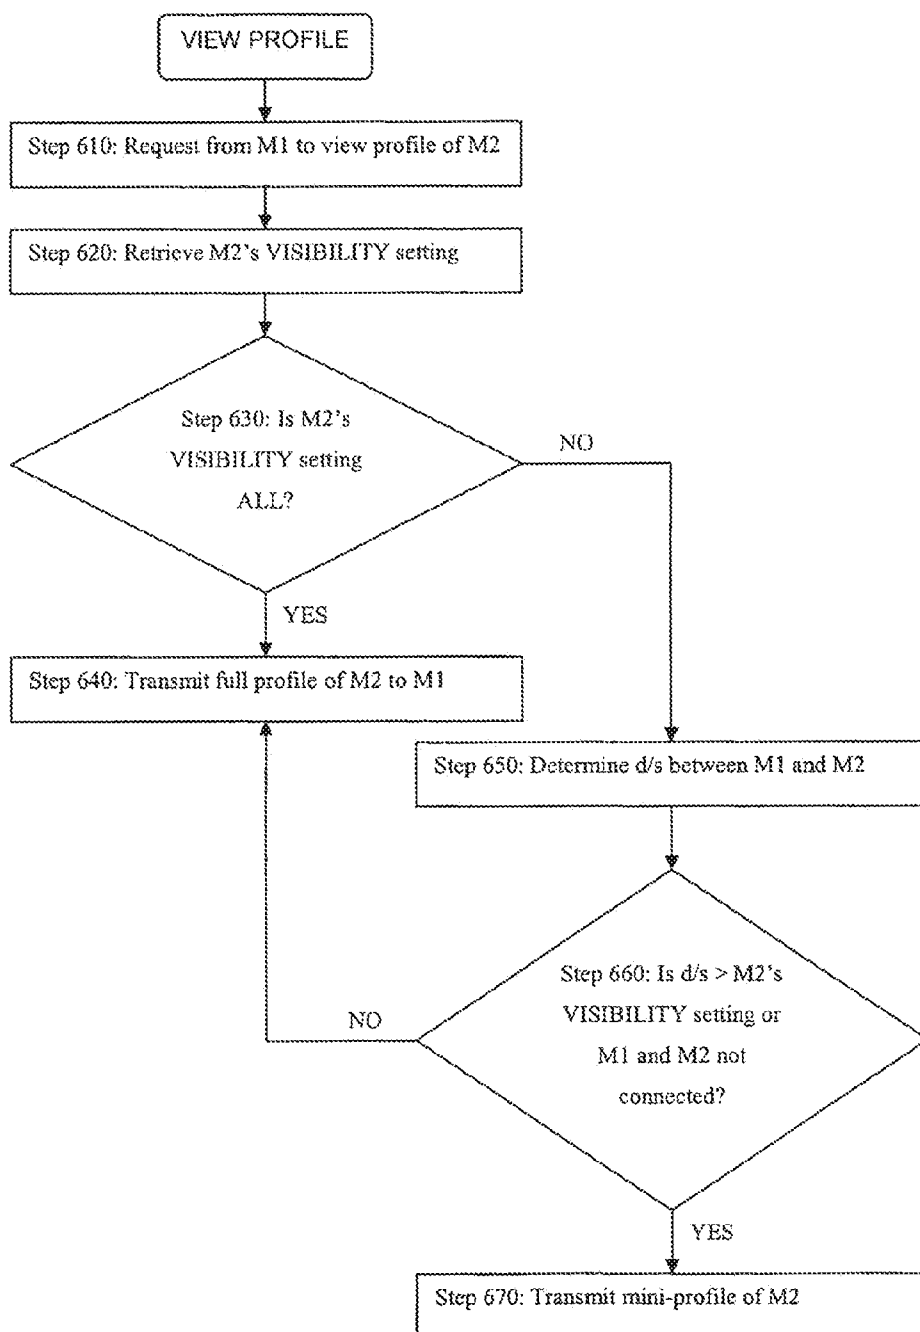 VIEW PROFILE
Step 610: Request from M1 to view profile of M2
Step 620: Retrieve M2's VISIBILITY setting
Step 630: Is M2's
VISIBILITY setting
ALL?
NO
YES
Step 640: Transmit full profile of M2 to M1
Step 650: Determine d/s between M1 and M2
Step 660: Is d/s > M2's
VISIBILITY setting or
M1 and M2 not
connected?
NO
YES
Step 670: Transmit mini-profile of M2